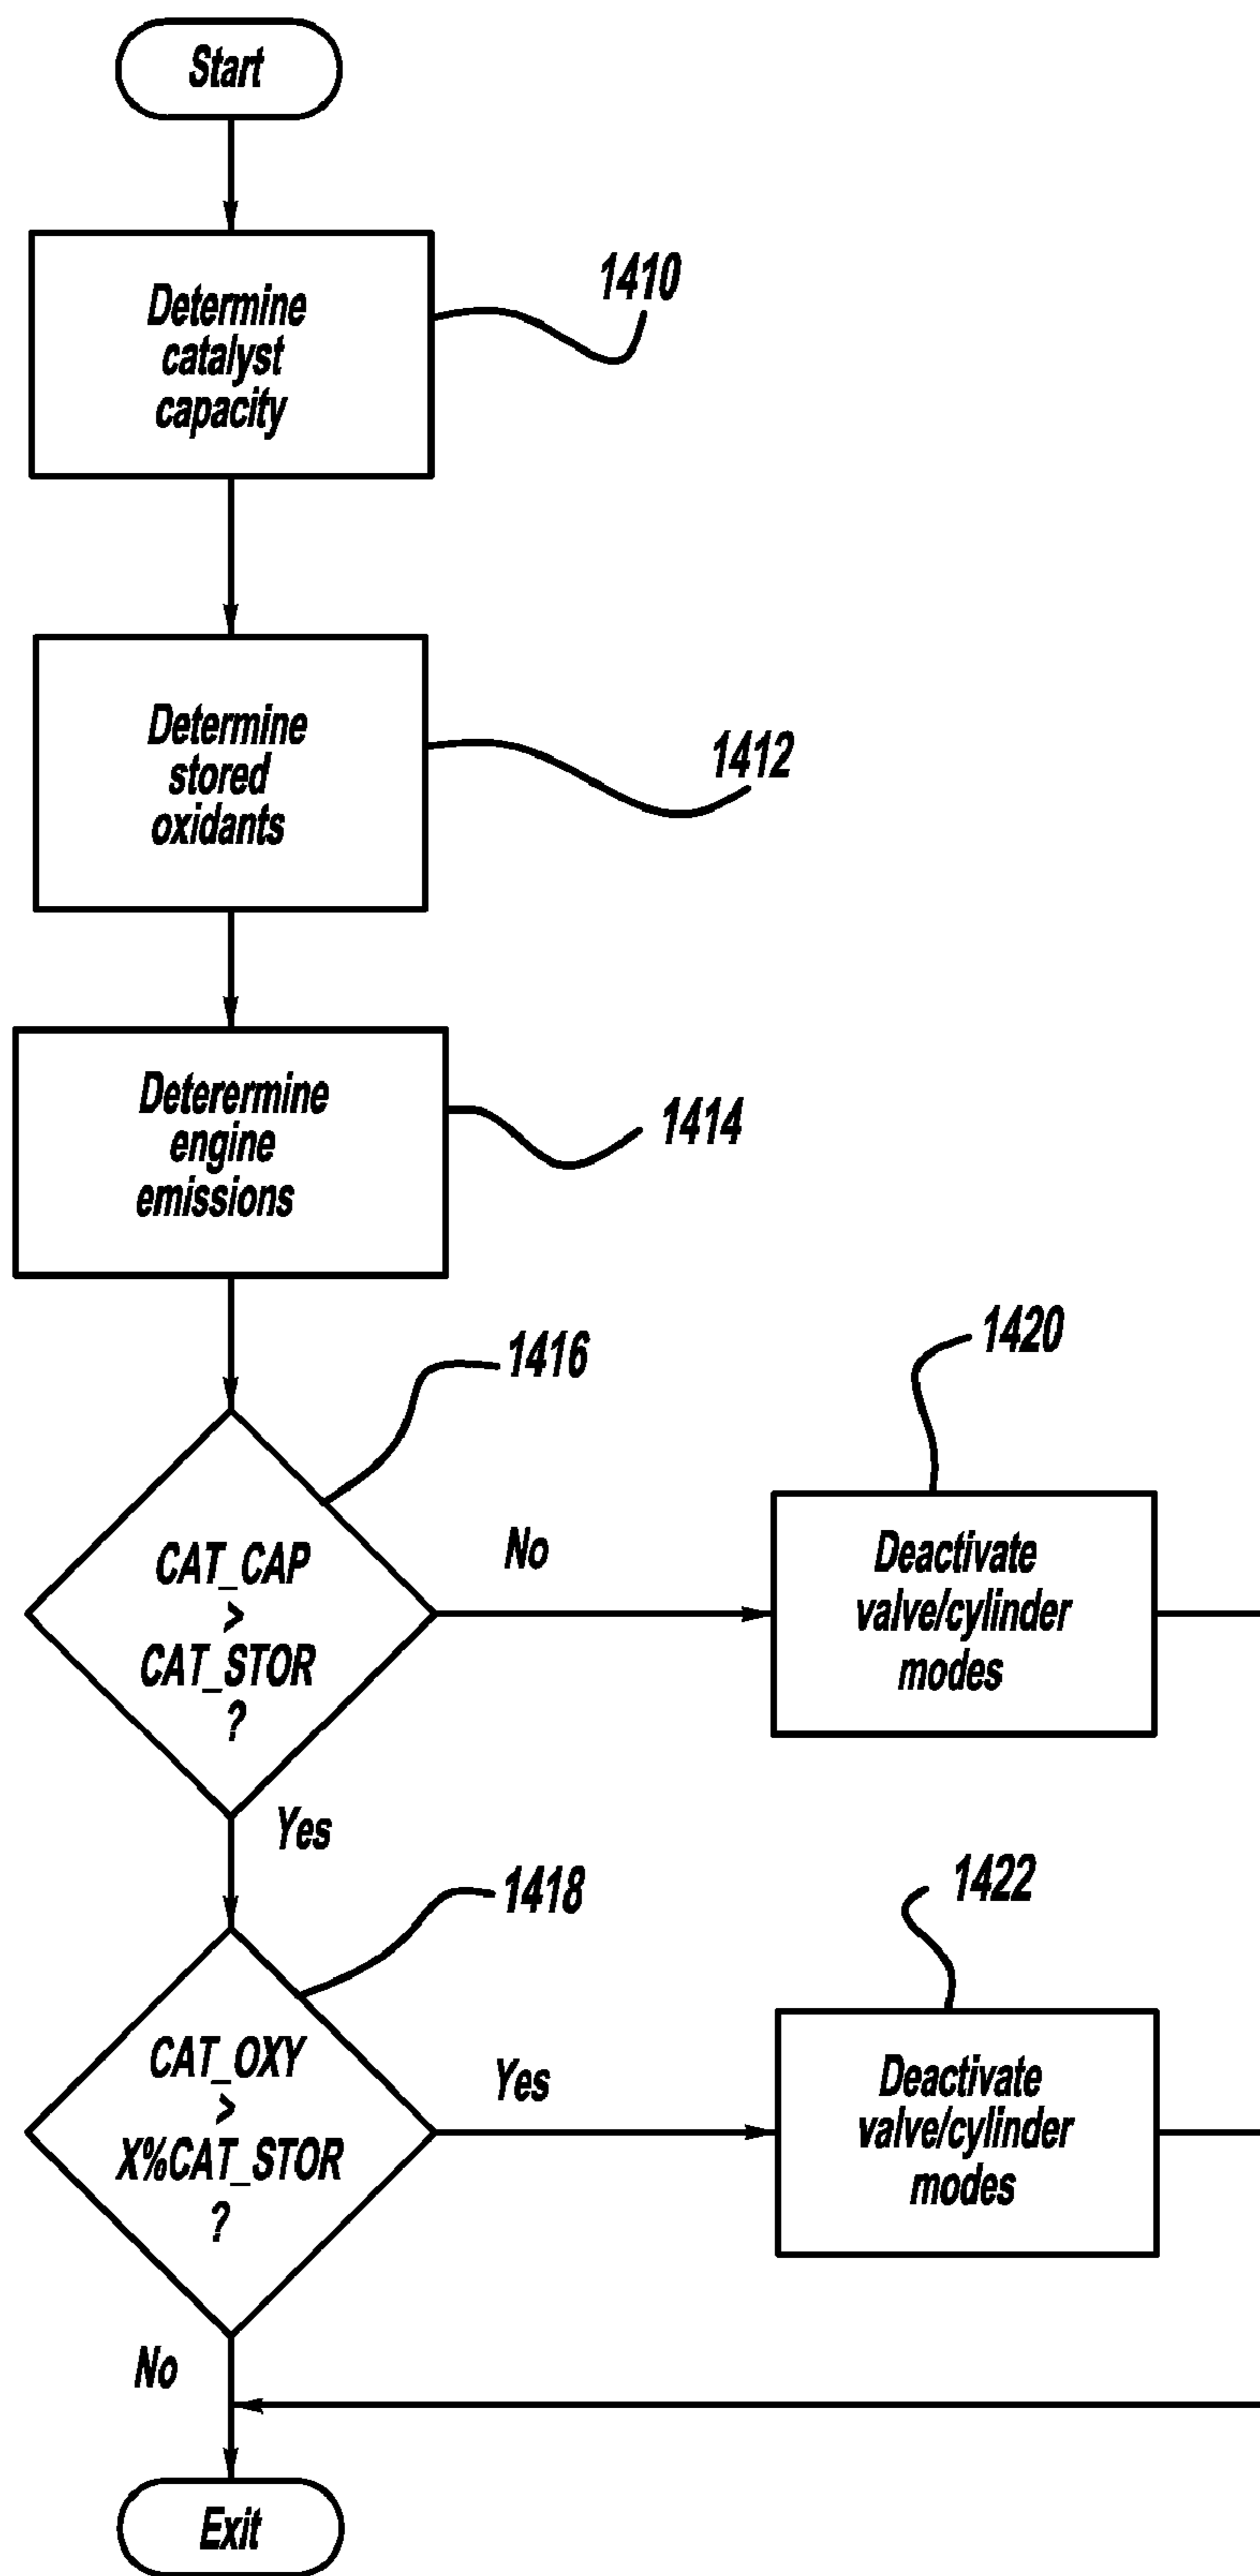 Start
Determine
catalyst
capacity
1410
Determine
stored
oxidants
1412
Deterermine
engine
emissions
1414
1416
CAT_CAP
>
CAT_STOR
?
No
1420
Deactivate
valve/cylinder
modes
Yes
1418
CAT_OXY
>
X%CAT_STOR
?
Yes
1422
Deactivate
valve/cylinder
modes
No
Exit